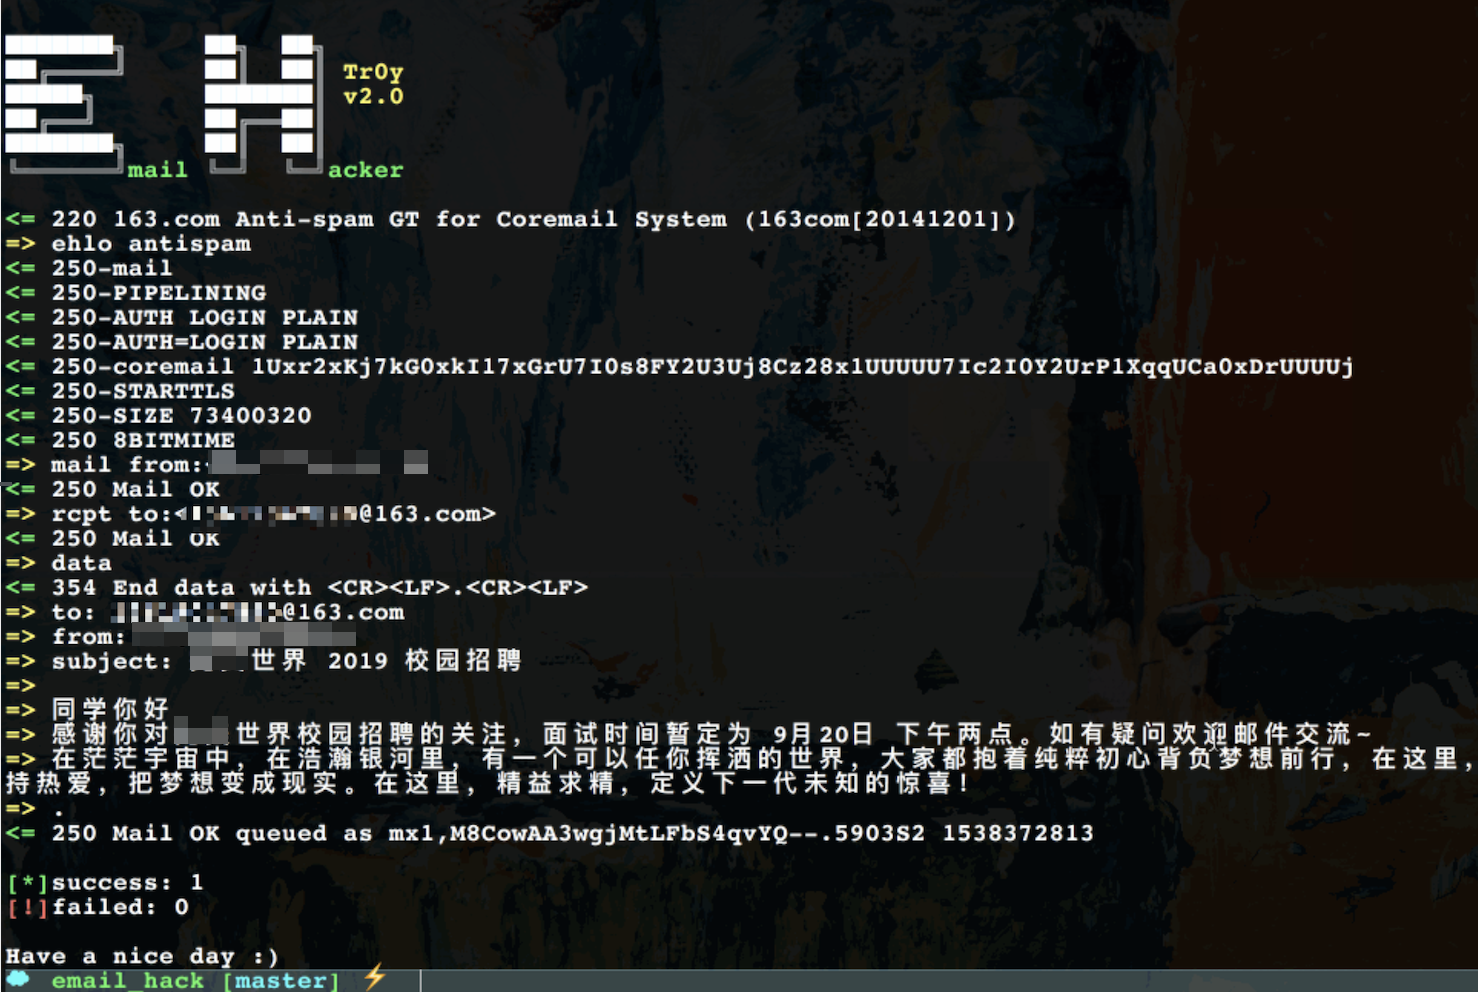 Tr0y
v2.0
mail acker
<= 220 163.com Anti-spam GT for Coremail System (163com[20141201])
=> ehlo antispam
<= 250-mail
<= 250-PIPELINING
<= 250-AUTH LOGIN PLAIN
<= 250-AUTH=LOGIN PLAIN
<= 250-coremail 1Uxr2xKj7kG0xkI17xGrU7I0s8FY2U3Uj8Cz28x1UUUUU7Ic2I0Y2UrP1XqqUCa0xDrUUUUj
<= 250-STARTTLS
<= 250-SIZE 73400320
<= 250 8BITMIME
=> mail from:
<= 250 Mail OK
=> rcpt to:< @163.com>
<= 250 Mail OK
=> data
<= 354 End data with <CR><LF>.<CR><LF>
=> to: @163.com
=> from:
=> subject: 世界 2019 校园招聘
=>
=> 同学你好
=> 感谢你对 世界校园招聘的关注，面试时间暂定为 9月20日 下午两点。如有疑问欢迎邮件交流~
=> 在茫茫宇宙中，在浩瀚银河里，有一个可以任你挥洒的世界，大家都抱着纯粹初心背负梦想前行，在这里，
持热爱，把梦想变成现实。在这里，精益求精，定义下一代未知的惊喜！
=> .
<= 250 Mail OK queued as mx1,M8CowAA3wgjMtLFbS4qvYQ--.5903S2 1538372813
[*]success: 1
[!]failed: 0
Have a nice day :)
email_hack [master]